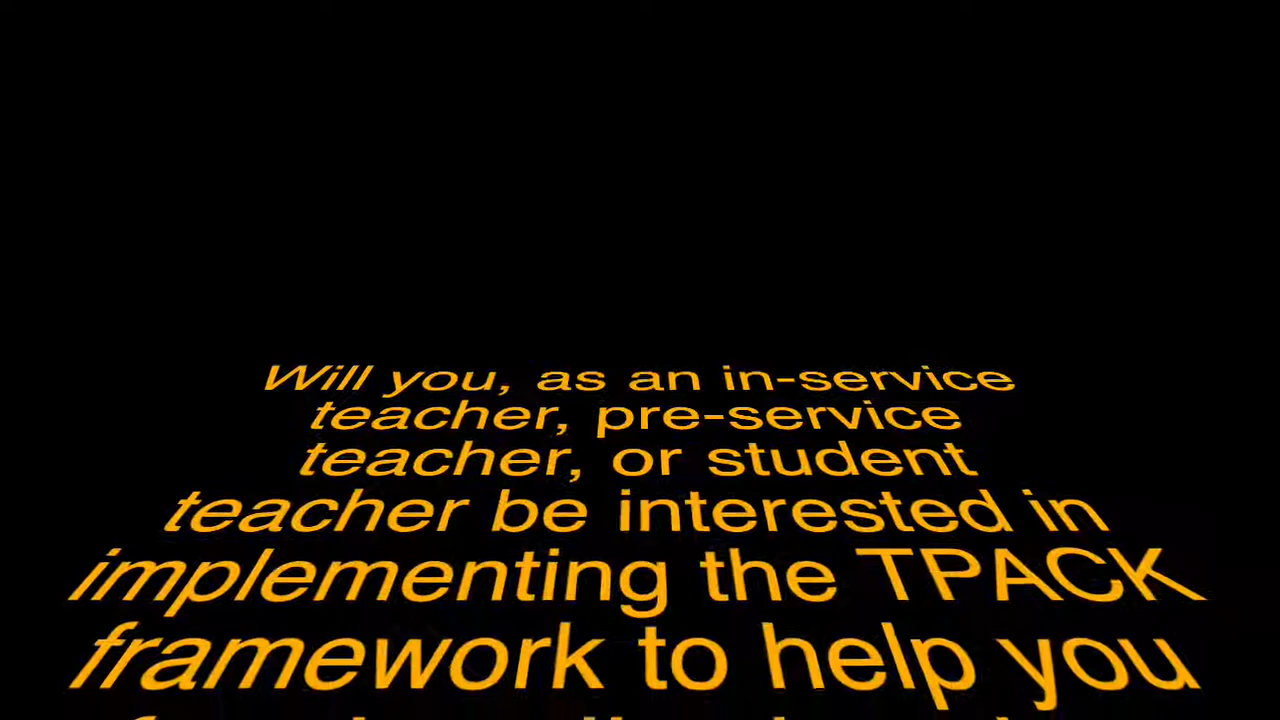 Will you, as an in-service
teacher, pre-service
teacher, or student
teacher be interested in
implementing the TPACK
framework to help you